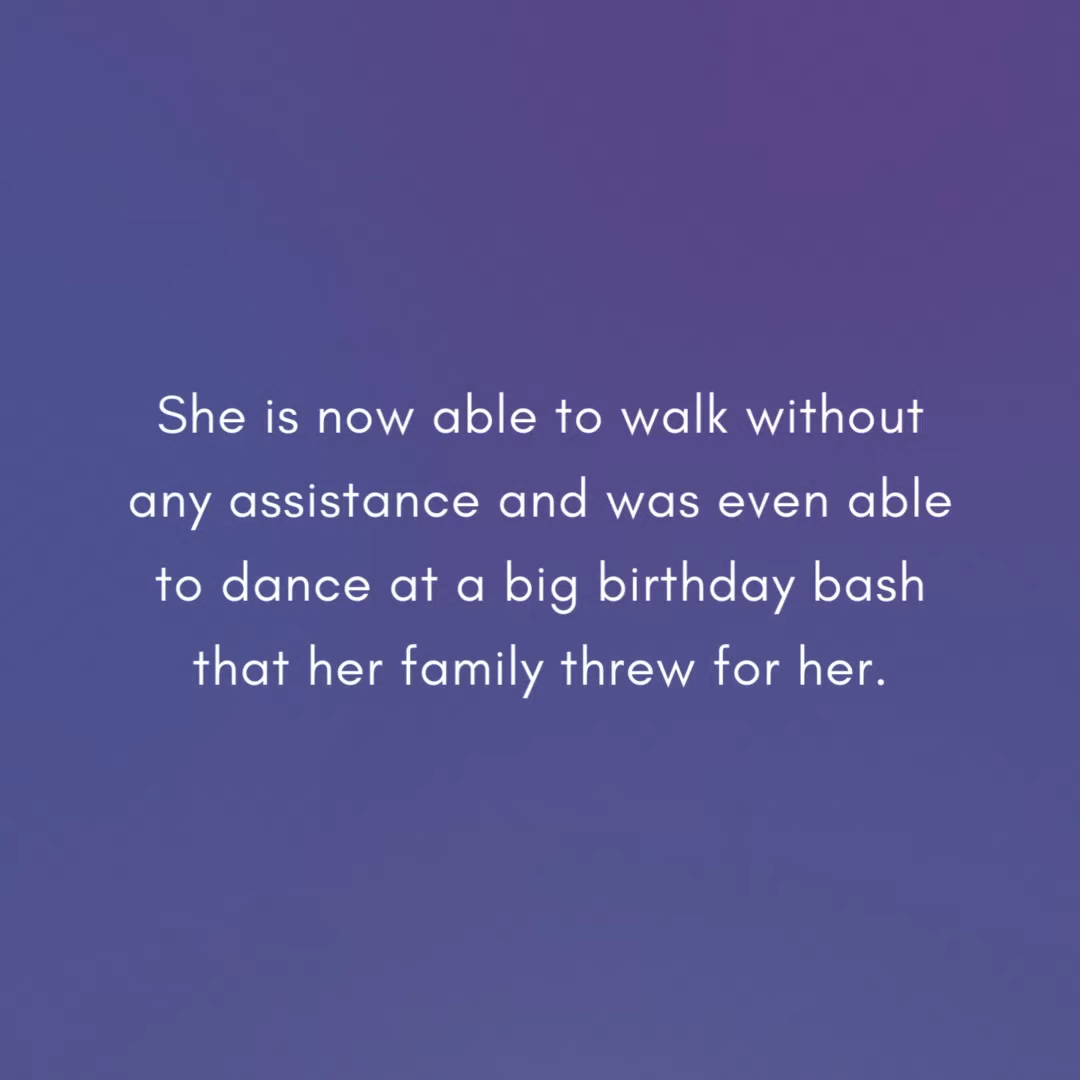 She is now able to walk without
any assistance and was even able
to dance at a big birthday bash
that her family threw for her.